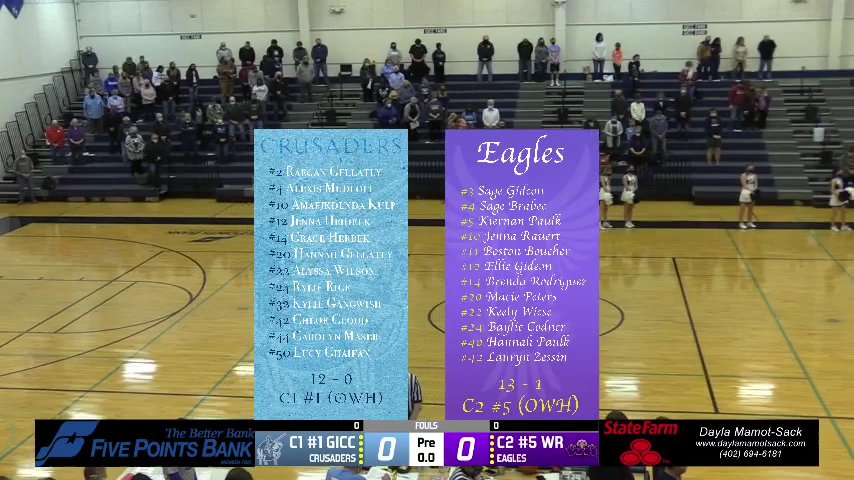 CRUSADERS
#2 Raegan Gellatly
#4 Alexis Mudloff
#10 Amarikdenda Kulp
#12 Jenna Heidelk
#14 Grace Herbek
#20 Hannah Gellatly
#22 Alyssa Wilson
#24 Rylie Rice
#32 Kylie Gangwish
#42 Chloe Cloud
#44 Carolyn Maser
#50 Lucy Ghaifan
12 - 0
C1 #1 (OWH)
Eagles
#3 Sage Gideon
#4 Sage Brabec
#5 Kiernan Paulk
#10 Jenna Rauert
#11 Boston Boucher
#12 Ellie Gideon
#14 Brenda Rodriguez
#20 Macie Peters
#22 Keely Wiese
#24 Baylie Codner
#40 Hannah Paulk
#42 Lauryn Zessin
13 - 1
C2 #5 (OWH)
The Better Bank
FIVE POINTS BANK
MEMBER FDIC
0 FOULS 0
C1 #1 GICC
CRUSADERS
0
Pre
0.0
0
C2 #5 WR
EAGLES
State Farm
Dayla Mamot-Sack
www.daylamamotsack.com
(402) 694-6181